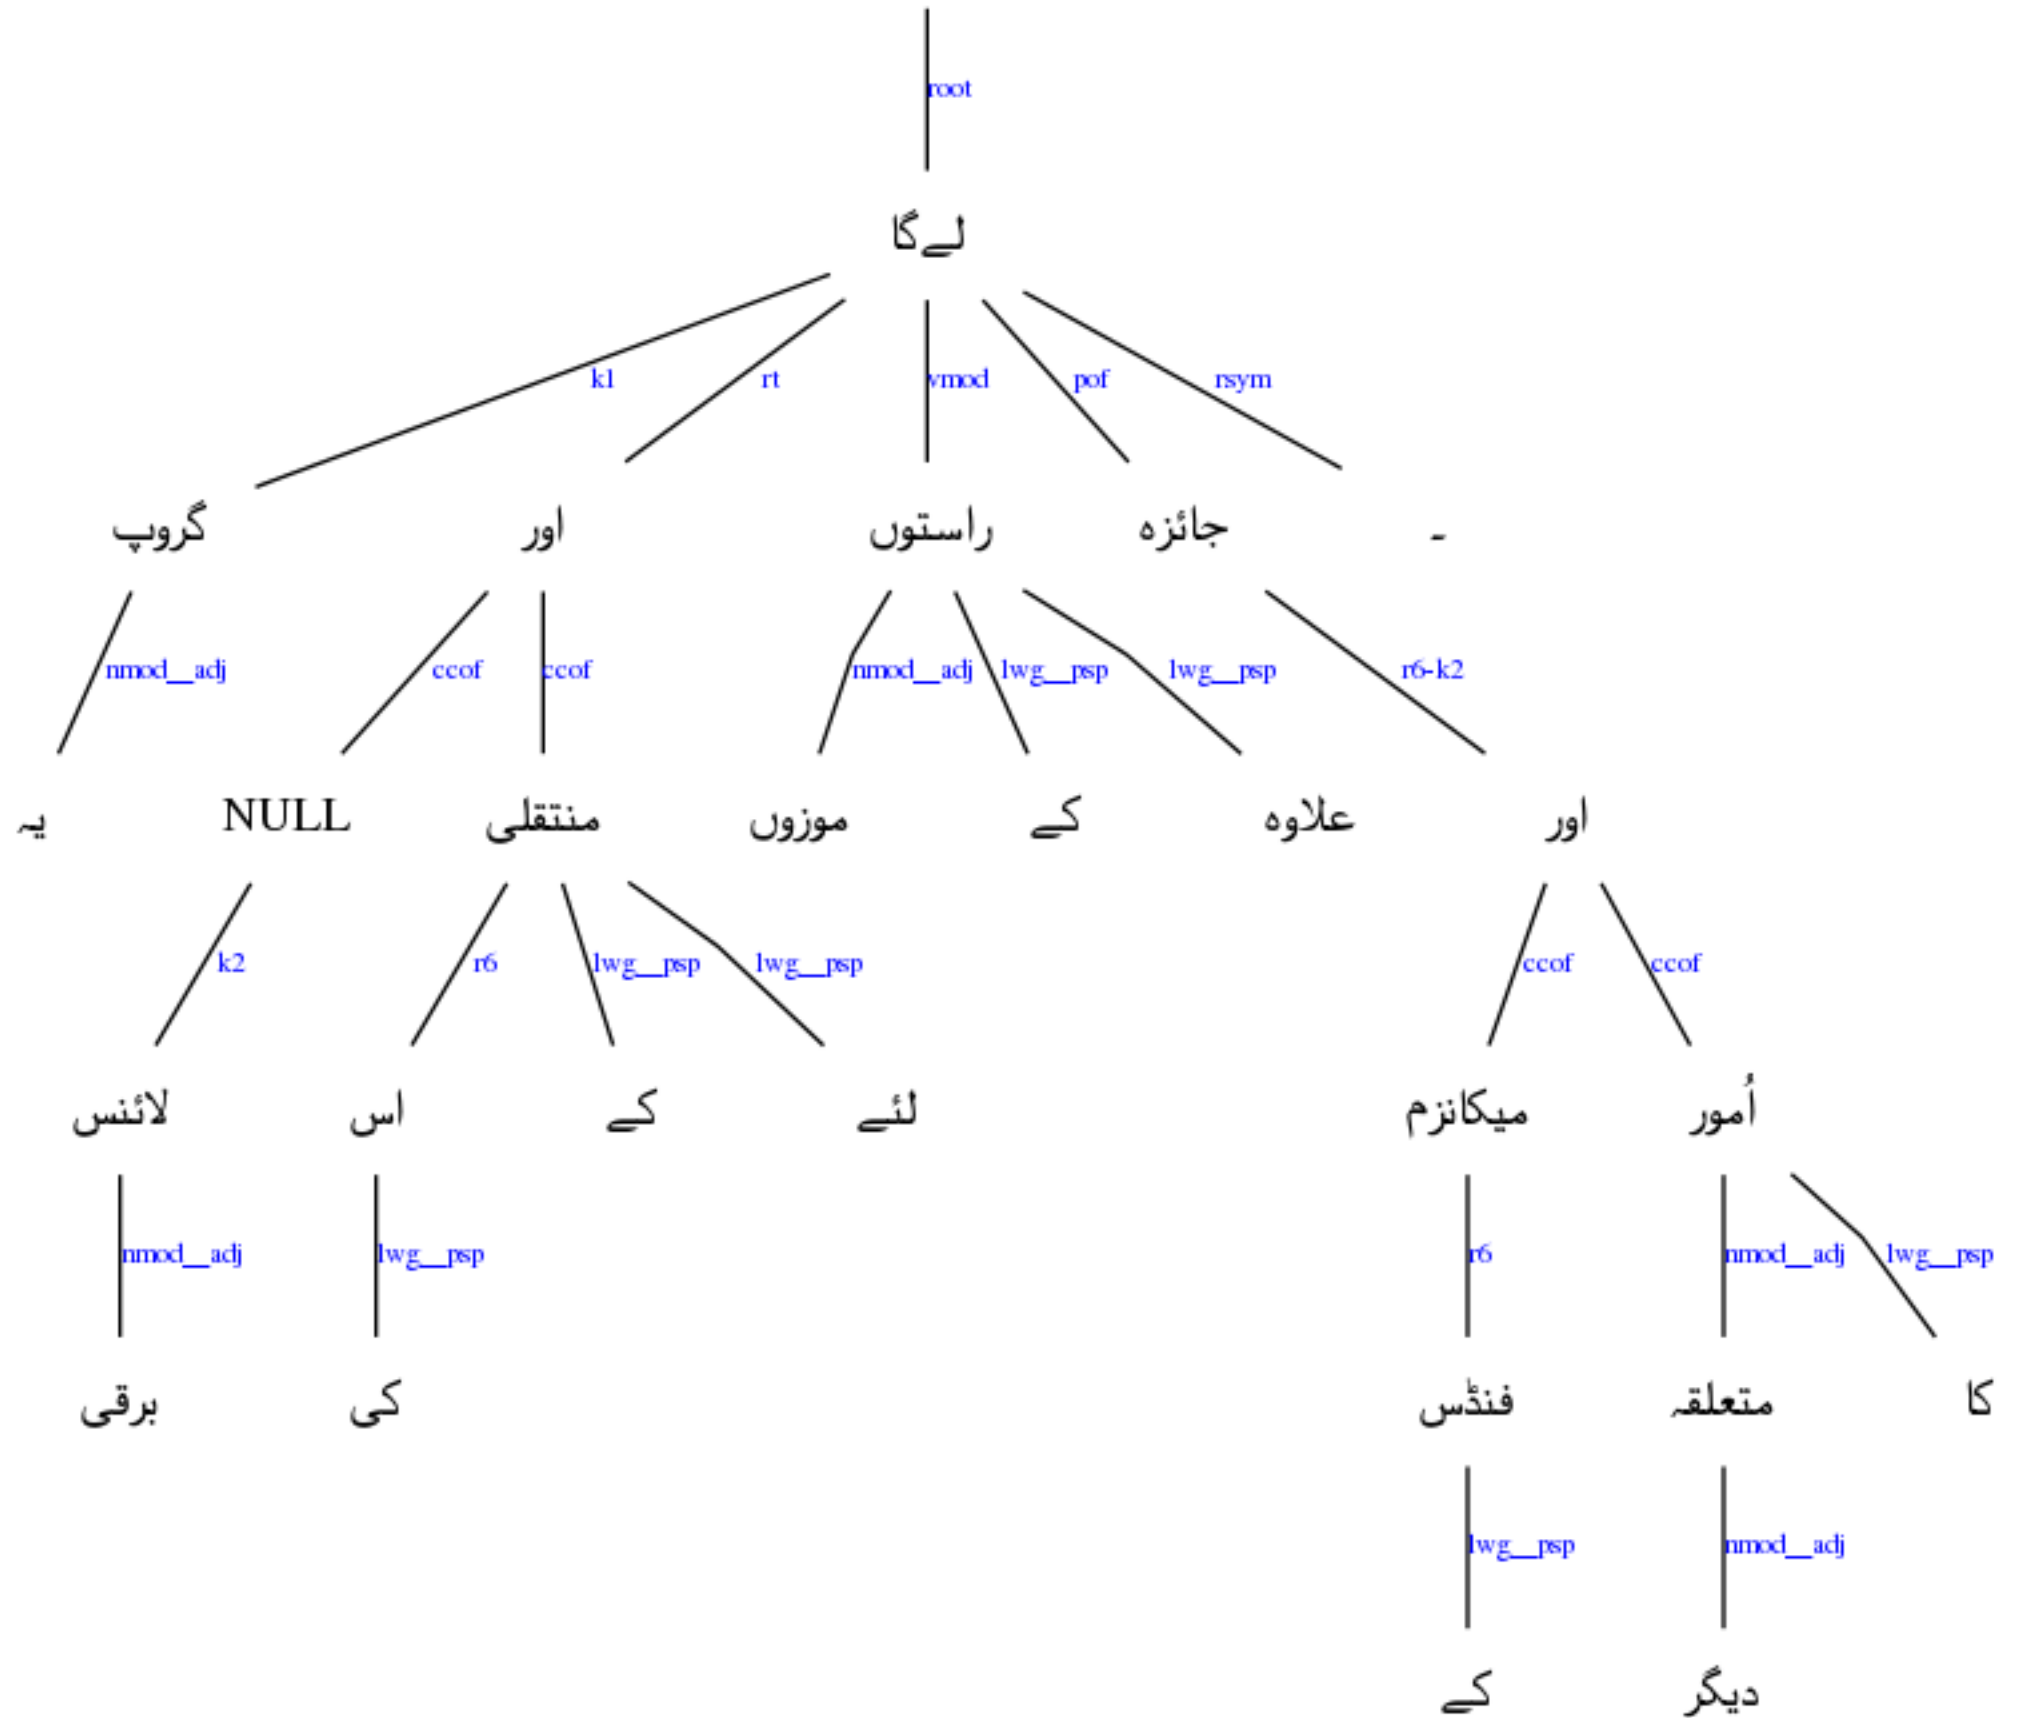 root
لےگا
k1 rt vmod pof rsym
گروپ اور راستوں جائزہ ۔
nmod__adj ccof ccof nmod__adj lwg__psp lwg__psp r6-k2
یہ NULL منتقلی موزوں کے علاوہ اور
k2 r6 lwg__psp lwg__psp ccof ccof
لائنس اس کے لئے میکانزم اُمور
nmod__adj lwg__psp r6 nmod__adj lwg__psp
برقی کی فنڈس متعلقہ کا
lwg__psp nmod__adj
کے دیگر